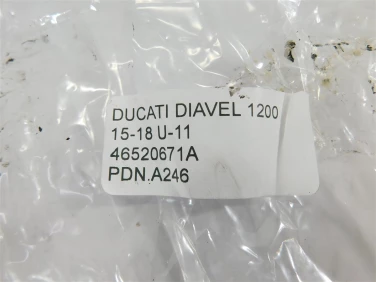 DUCATI DIAVEL 1200
15-18 U-11
46520671A
PDN.A246